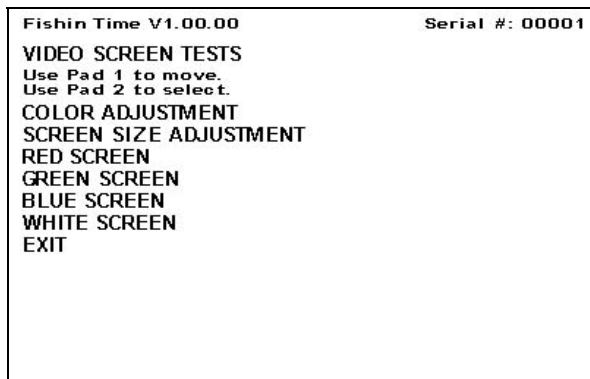 Fishin Time V1.00.00 Serial #: 00001
VIDEO SCREEN TESTS
Use Pad 1 to move.
Use Pad 2 to select.
COLOR ADJUSTMENT
SCREEN SIZE ADJUSTMENT
RED SCREEN
GREEN SCREEN
BLUE SCREEN
WHITE SCREEN
EXIT